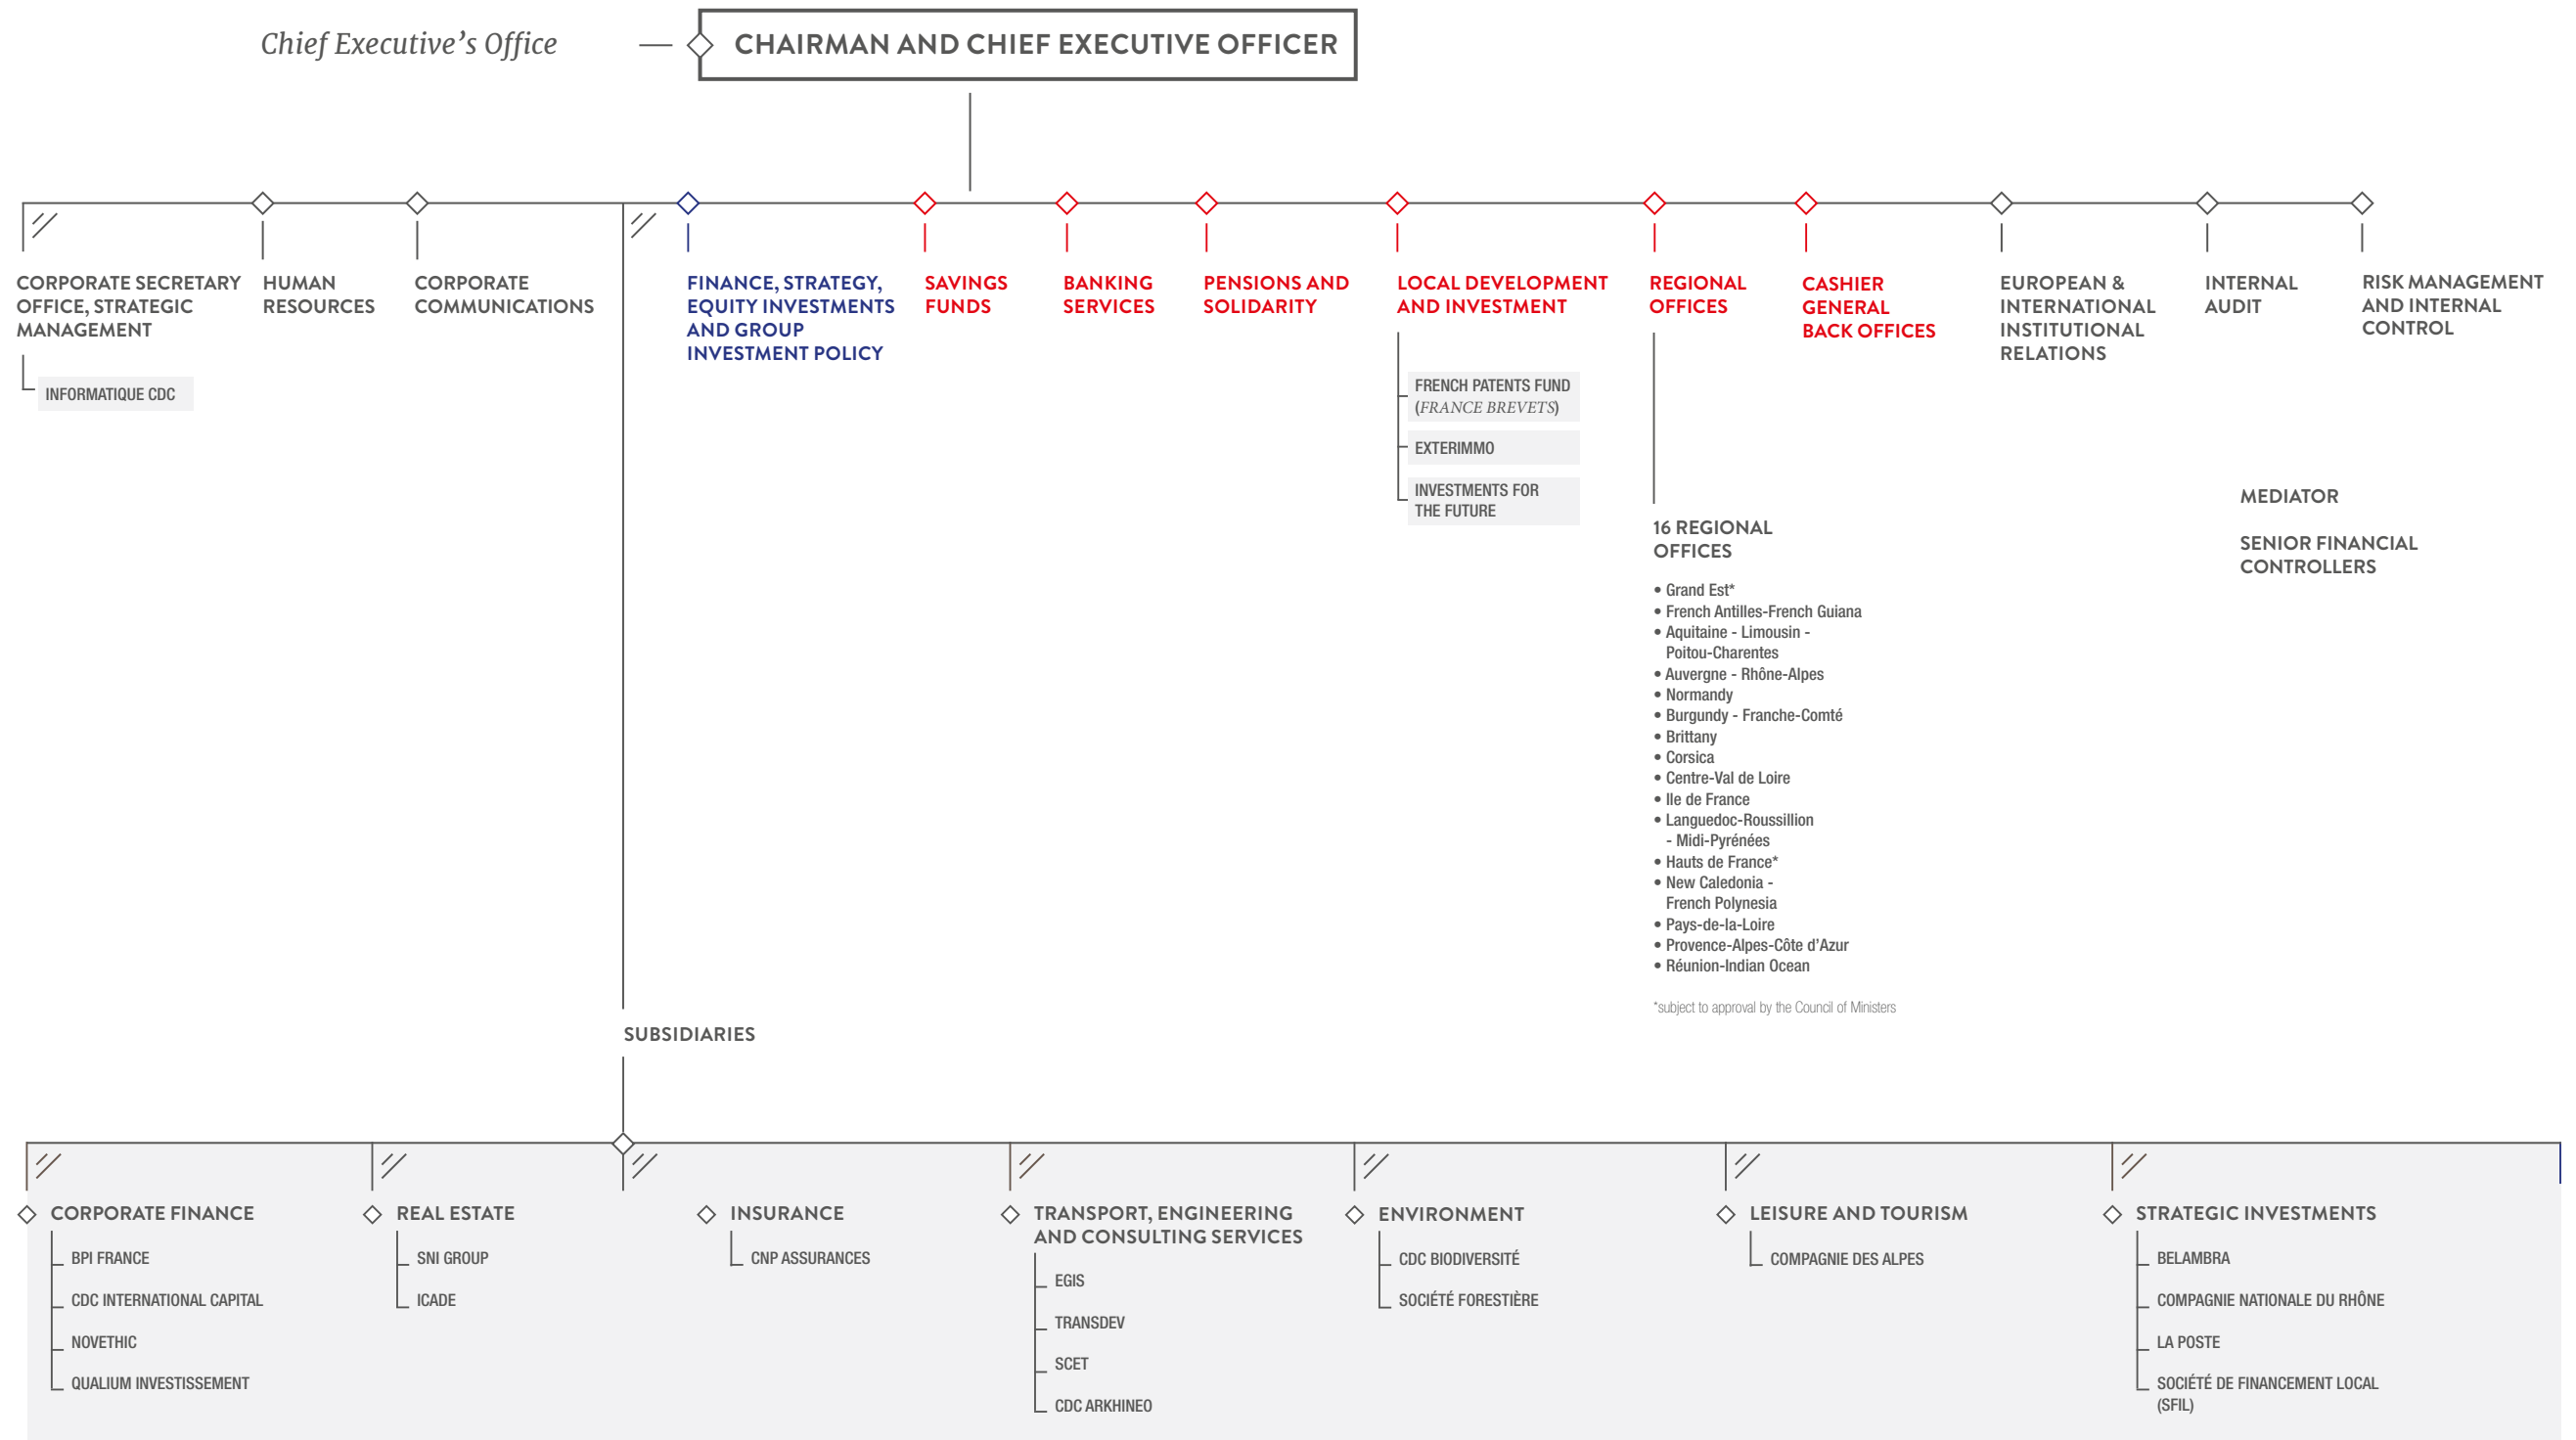 Chief Executive’s Office
CHAIRMAN AND CHIEF EXECUTIVE OFFICER
CORPORATE SECRETARY
OFFICE, STRATEGIC
MANAGEMENT
INFORMATIQUE CDC
HUMAN
RESOURCES
CORPORATE
COMMUNICATIONS
FINANCE, STRATEGY,
EQUITY INVESTMENTS
AND GROUP
INVESTMENT POLICY
SAVINGS
FUNDS
BANKING
SERVICES
PENSIONS AND
SOLIDARITY
LOCAL DEVELOPMENT
AND INVESTMENT
FRENCH PATENTS FUND
(FRANCE BREVETS)
EXTERIMMO
INVESTMENTS FOR
THE FUTURE
REGIONAL
OFFICES
16 REGIONAL
OFFICES
• Grand Est*
• French Antilles-French Guiana
• Aquitaine - Limousin -
Poitou-Charentes
• Auvergne - Rhône-Alpes
• Normandy
• Burgundy - Franche-Comté
• Brittany
• Corsica
• Centre-Val de Loire
• Ile de France
• Languedoc-Roussillion
- Midi-Pyrénées
• Hauts de France*
• New Caledonia -
French Polynesia
• Pays-de-la-Loire
• Provence-Alpes-Côte d’Azur
• Réunion-Indian Ocean
*subject to approval by the Council of Ministers
CASHIER
GENERAL
BACK OFFICES
EUROPEAN &
INTERNATIONAL
INSTITUTIONAL
RELATIONS
INTERNAL
AUDIT
RISK MANAGEMENT
AND INTERNAL
CONTROL
MEDIATOR
SENIOR FINANCIAL
CONTROLLERS
SUBSIDIARIES
CORPORATE FINANCE
BPI FRANCE
CDC INTERNATIONAL CAPITAL
NOVETHIC
QUALIUM INVESTISSEMENT
REAL ESTATE
SNI GROUP
ICADE
INSURANCE
CNP ASSURANCES
TRANSPORT, ENGINEERING
AND CONSULTING SERVICES
EGIS
TRANSDEV
SCET
CDC ARKHINEO
ENVIRONMENT
CDC BIODIVERSITÉ
SOCIÉTÉ FORESTIÈRE
LEISURE AND TOURISM
COMPAGNIE DES ALPES
STRATEGIC INVESTMENTS
BELAMBRA
COMPAGNIE NATIONALE DU RHÔNE
LA POSTE
SOCIÉTÉ DE FINANCEMENT LOCAL
(SFIL)